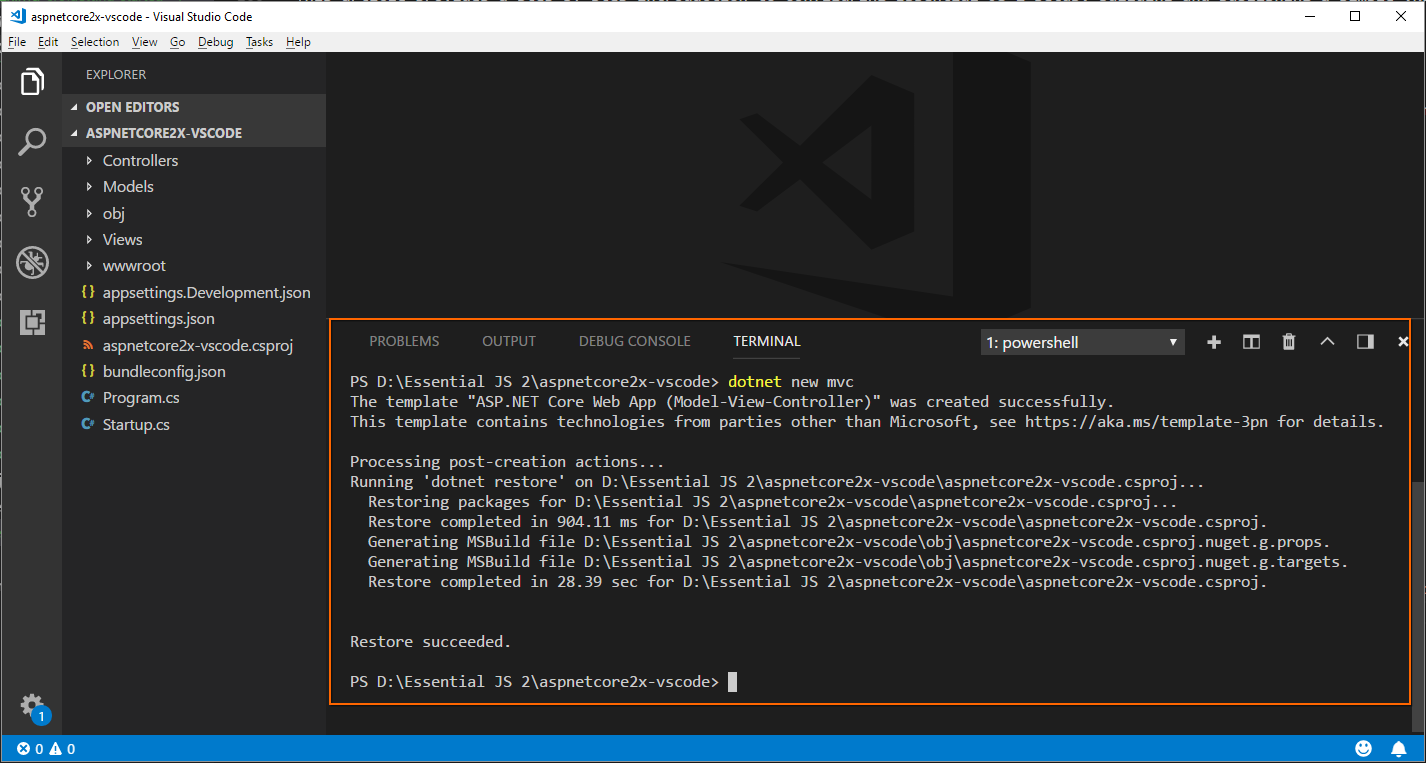 aspnetcore2x-vscode - Visual Studio Code
File Edit Selection View Go Debug Tasks Help
EXPLORER
OPEN EDITORS
ASPNETCORE2X-VSCODE
Controllers
Models
obj
Views
wwwroot
appsettings.Development.json
appsettings.json
aspnetcore2x-vscode.csproj
bundleconfig.json
Program.cs
Startup.cs
PROBLEMS OUTPUT DEBUG CONSOLE TERMINAL 1: powershell
PS D:\Essential JS 2\aspnetcore2x-vscode> dotnet new mvc
The template "ASP.NET Core Web App (Model-View-Controller)" was created successfully.
This template contains technologies from parties other than Microsoft, see https://aka.ms/template-3pn for details.
Processing post-creation actions...
Running 'dotnet restore' on D:\Essential JS 2\aspnetcore2x-vscode\aspnetcore2x-vscode.csproj...
Restoring packages for D:\Essential JS 2\aspnetcore2x-vscode\aspnetcore2x-vscode.csproj...
Restore completed in 904.11 ms for D:\Essential JS 2\aspnetcore2x-vscode\aspnetcore2x-vscode.csproj.
Generating MSBuild file D:\Essential JS 2\aspnetcore2x-vscode\obj\aspnetcore2x-vscode.csproj.nuget.g.props.
Generating MSBuild file D:\Essential JS 2\aspnetcore2x-vscode\obj\aspnetcore2x-vscode.csproj.nuget.g.targets.
Restore completed in 28.39 sec for D:\Essential JS 2\aspnetcore2x-vscode\aspnetcore2x-vscode.csproj.
Restore succeeded.
PS D:\Essential JS 2\aspnetcore2x-vscode>
1
0 0